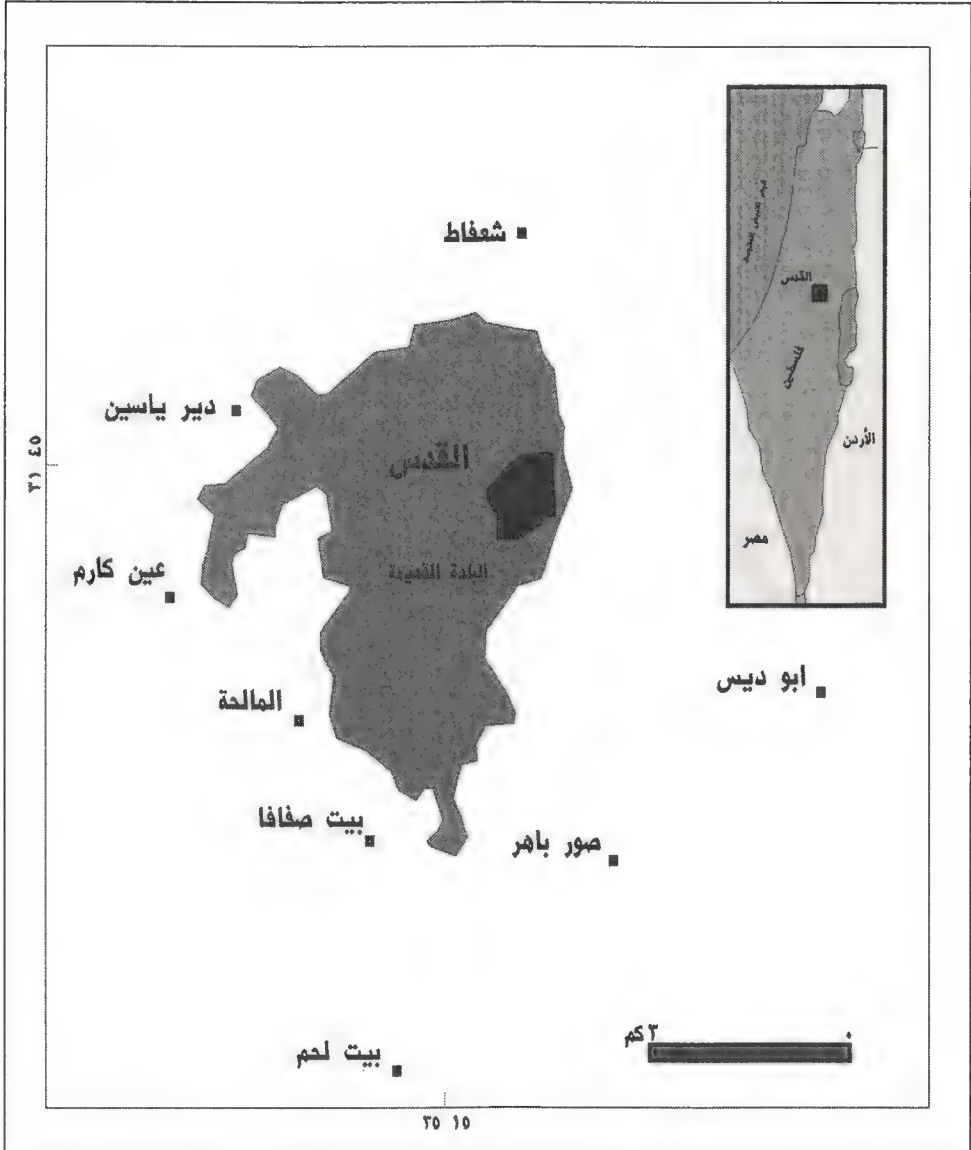 شعفاط
دير ياسين
القدس
البلدة القديمة
عين كارم
المالحة
بيت صفافا
صور باهر
ابو ديس
بيت لحم
القدس
فلسطين
الأردن
مصر
٣١ ٤٥
٣٥ ١٥
٣ كم
٠